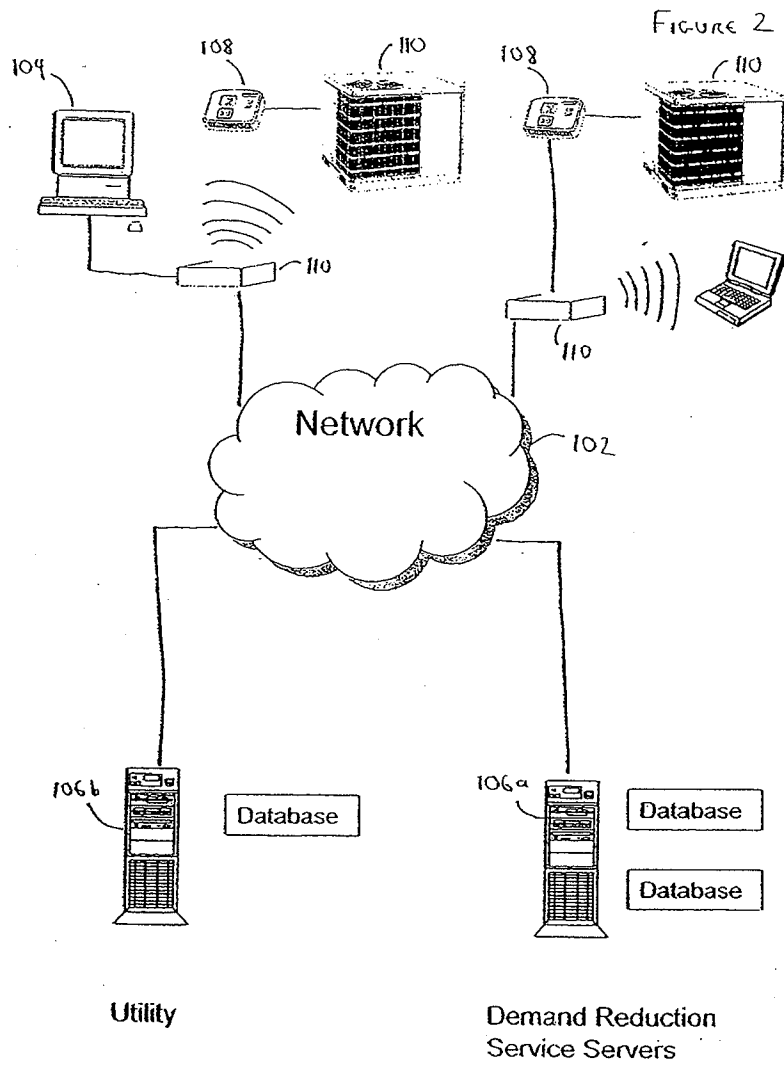 FIGURE 2
104
108
110
108
110
110
110
Network
102
106b
Database
106a
Database
Database
Utility
Demand Reduction
Service Servers